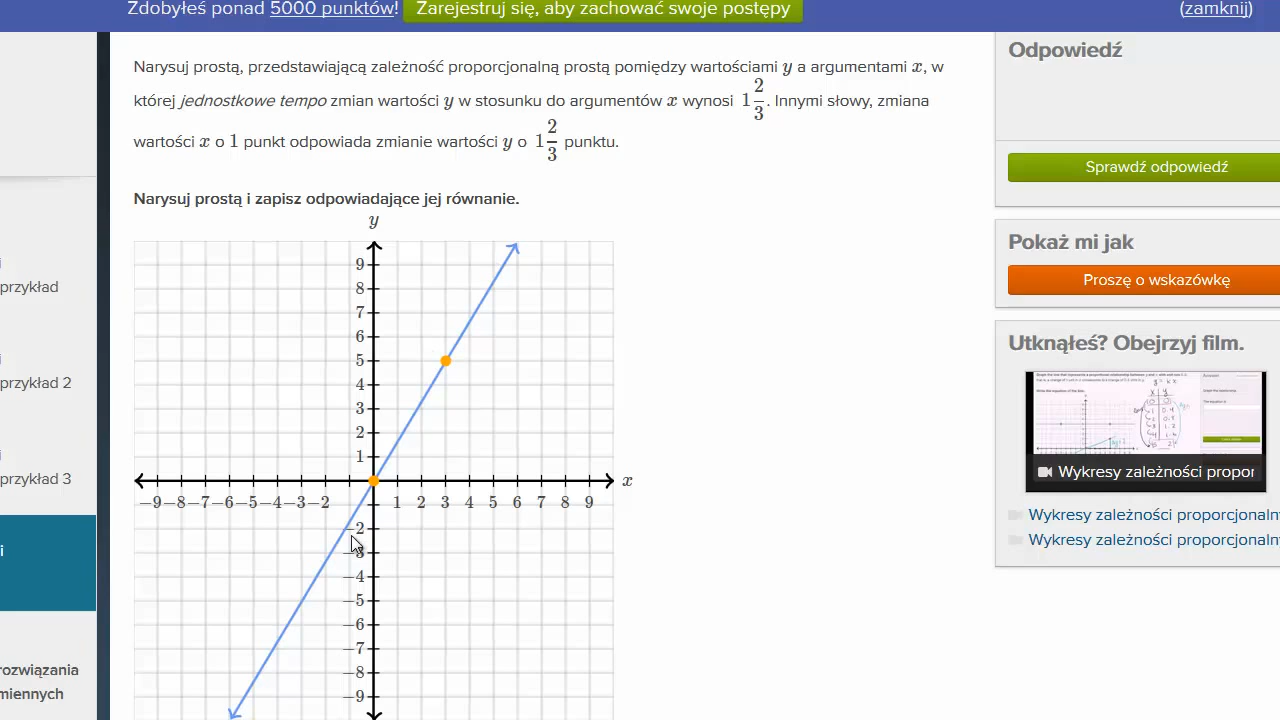 Zdobyłeś ponad 5000 punktów! Zarejestruj się, aby zachować swoje postępy (zamknij)
Narysuj prostą, przedstawiającą zależność proporcjonalną prostą pomiędzy wartościami y a argumentami x, w
której jednostkowe tempo zmian wartości y w stosunku do argumentów x wynosi 1 2/3. Innymi słowy, zmiana
wartości x o 1 punkt odpowiada zmianie wartości y o 1 2/3 punktu.
Narysuj prostą i zapisz odpowiadające jej równanie.
y
9
8
7
6
5
4
3
2
1
x
−9 −8 −7 −6 −5 −4 −3 −2 1 2 3 4 5 6 7 8 9
−2
−3
−4
−5
−6
−7
−8
−9
i
przykład
i
przykład 2
i
przykład 3
i
rozwiązania
miennych
Odpowiedź
Sprawdź odpowiedź
Pokaż mi jak
Proszę o wskazówkę
Utknąłeś? Obejrzyj film.
Wykresy zależności propor
Wykresy zależności proporcjonaln
Wykresy zależności proporcjonaln